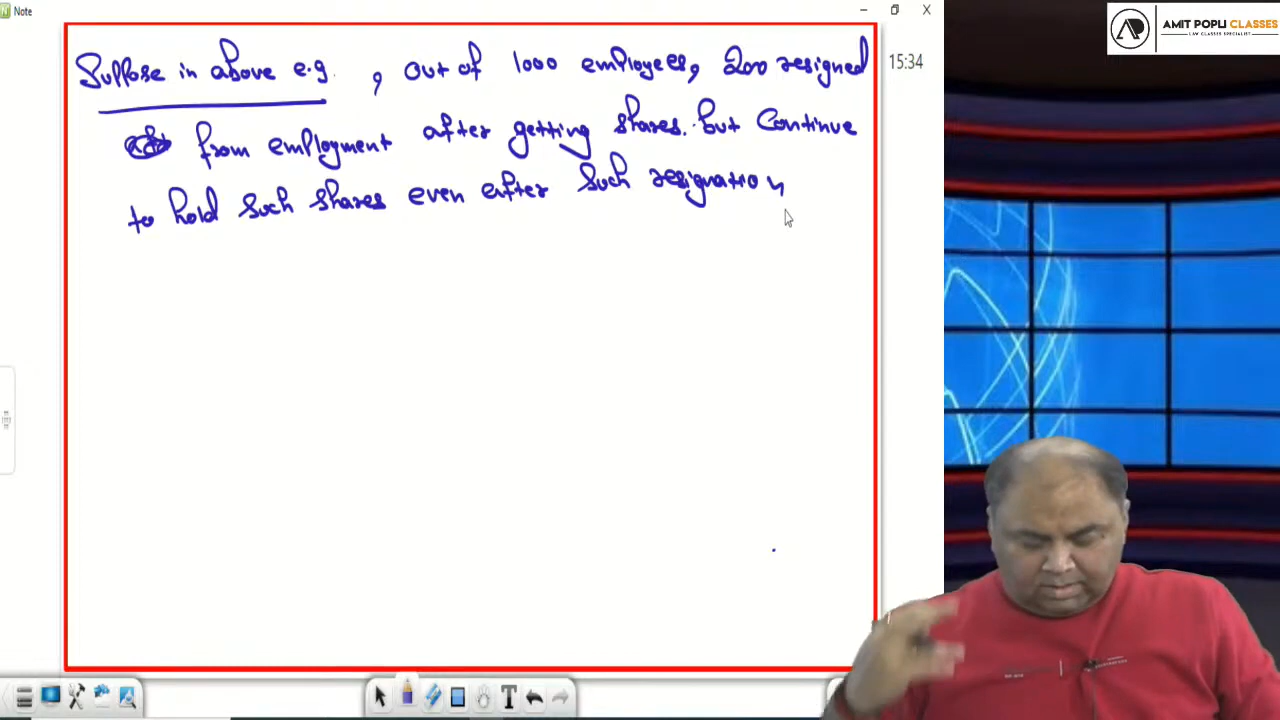 Note
AMIT POPLI CLASSES
LAW CLASSES SPECIALIST
15:34
Suppose in above e.g. , out of 1000 employees, 200 resigned
from employment after getting shares. but Continue
to hold such shares even after such resignation